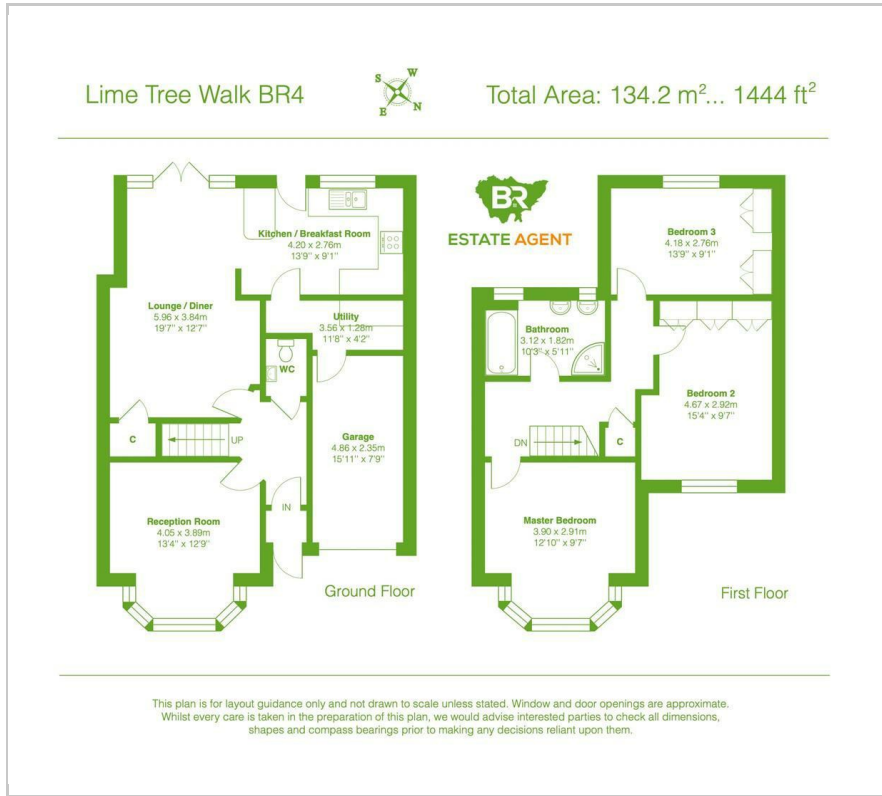 Lime Tree Walk BR4
S W
E N
Total Area: 134.2 m²... 1444 ft²
BR
ESTATE AGENT
Kitchen / Breakfast Room
4.20 x 2.76m
13'9" x 9'1"
Lounge / Diner
5.96 x 3.84m
19'7" x 12'7"
Utility
3.56 x 1.28m
11'8" x 4'2"
WC
C
UP
Garage
4.86 x 2.35m
15'11" x 7'9"
IN
Reception Room
4.05 x 3.89m
13'4" x 12'9"
Ground Floor
Bedroom 3
4.18 x 2.76m
13'9" x 9'1"
Bathroom
3.12 x 1.82m
10'3" x 5'11"
Bedroom 2
4.67 x 2.92m
15'4" x 9'7"
DN
C
Master Bedroom
3.90 x 2.91m
12'10" x 9'7"
First Floor
This plan is for layout guidance only and not drawn to scale unless stated. Window and door openings are approximate.
Whilst every care is taken in the preparation of this plan, we would advise interested parties to check all dimensions,
shapes and compass bearings prior to making any decisions reliant upon them.